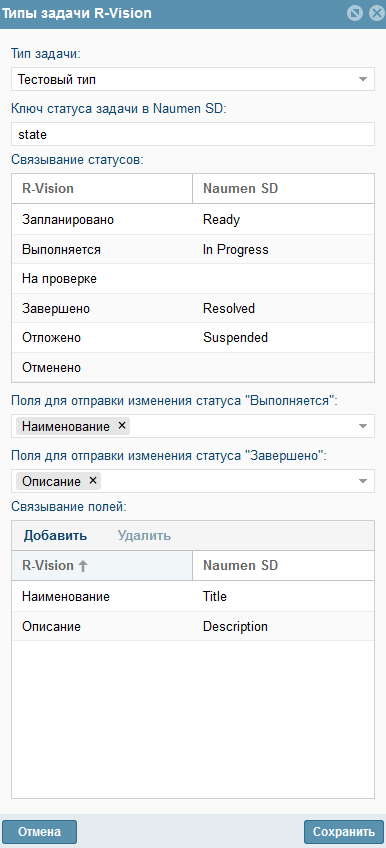 Типы задачи R-Vision
Тип задачи:
Тестовый тип
Ключ статуса задачи в Naumen SD:
state
Связывание статусов:
R-Vision Naumen SD
Запланировано Ready
Выполняется In Progress
На проверке
Завершено Resolved
Отложено Suspended
Отменено
Поля для отправки изменения статуса "Выполняется":
Наименование ×
Поля для отправки изменения статуса "Завершено":
Описание ×
Связывание полей:
Добавить Удалить
R-Vision Naumen SD
Наименование Title
Описание Description
Отмена Сохранить